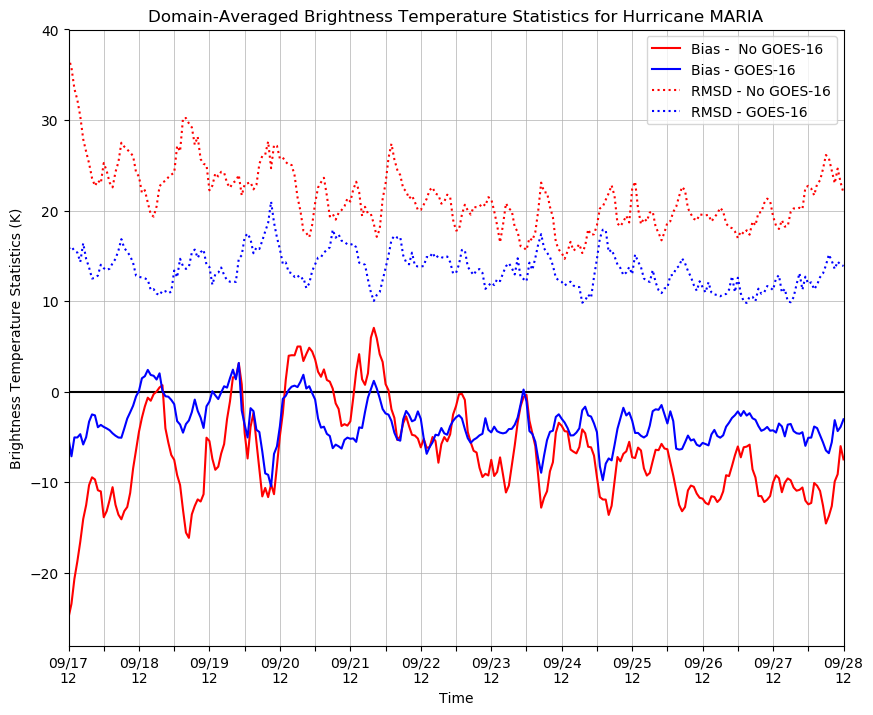 Domain-Averaged Brightness Temperature Statistics for Hurricane MARIA
Bias -  No GOES-16
Bias - GOES-16
RMSD - No GOES-16
RMSD - GOES-16
Brightness Temperature Statistics (K)
40
30
20
10
0
−10
−20
09/17 09/18 09/19 09/20 09/21 09/22 09/23 09/24 09/25 09/26 09/27 09/28
12 12 12 12 12 12 12 12 12 12 12 12
Time